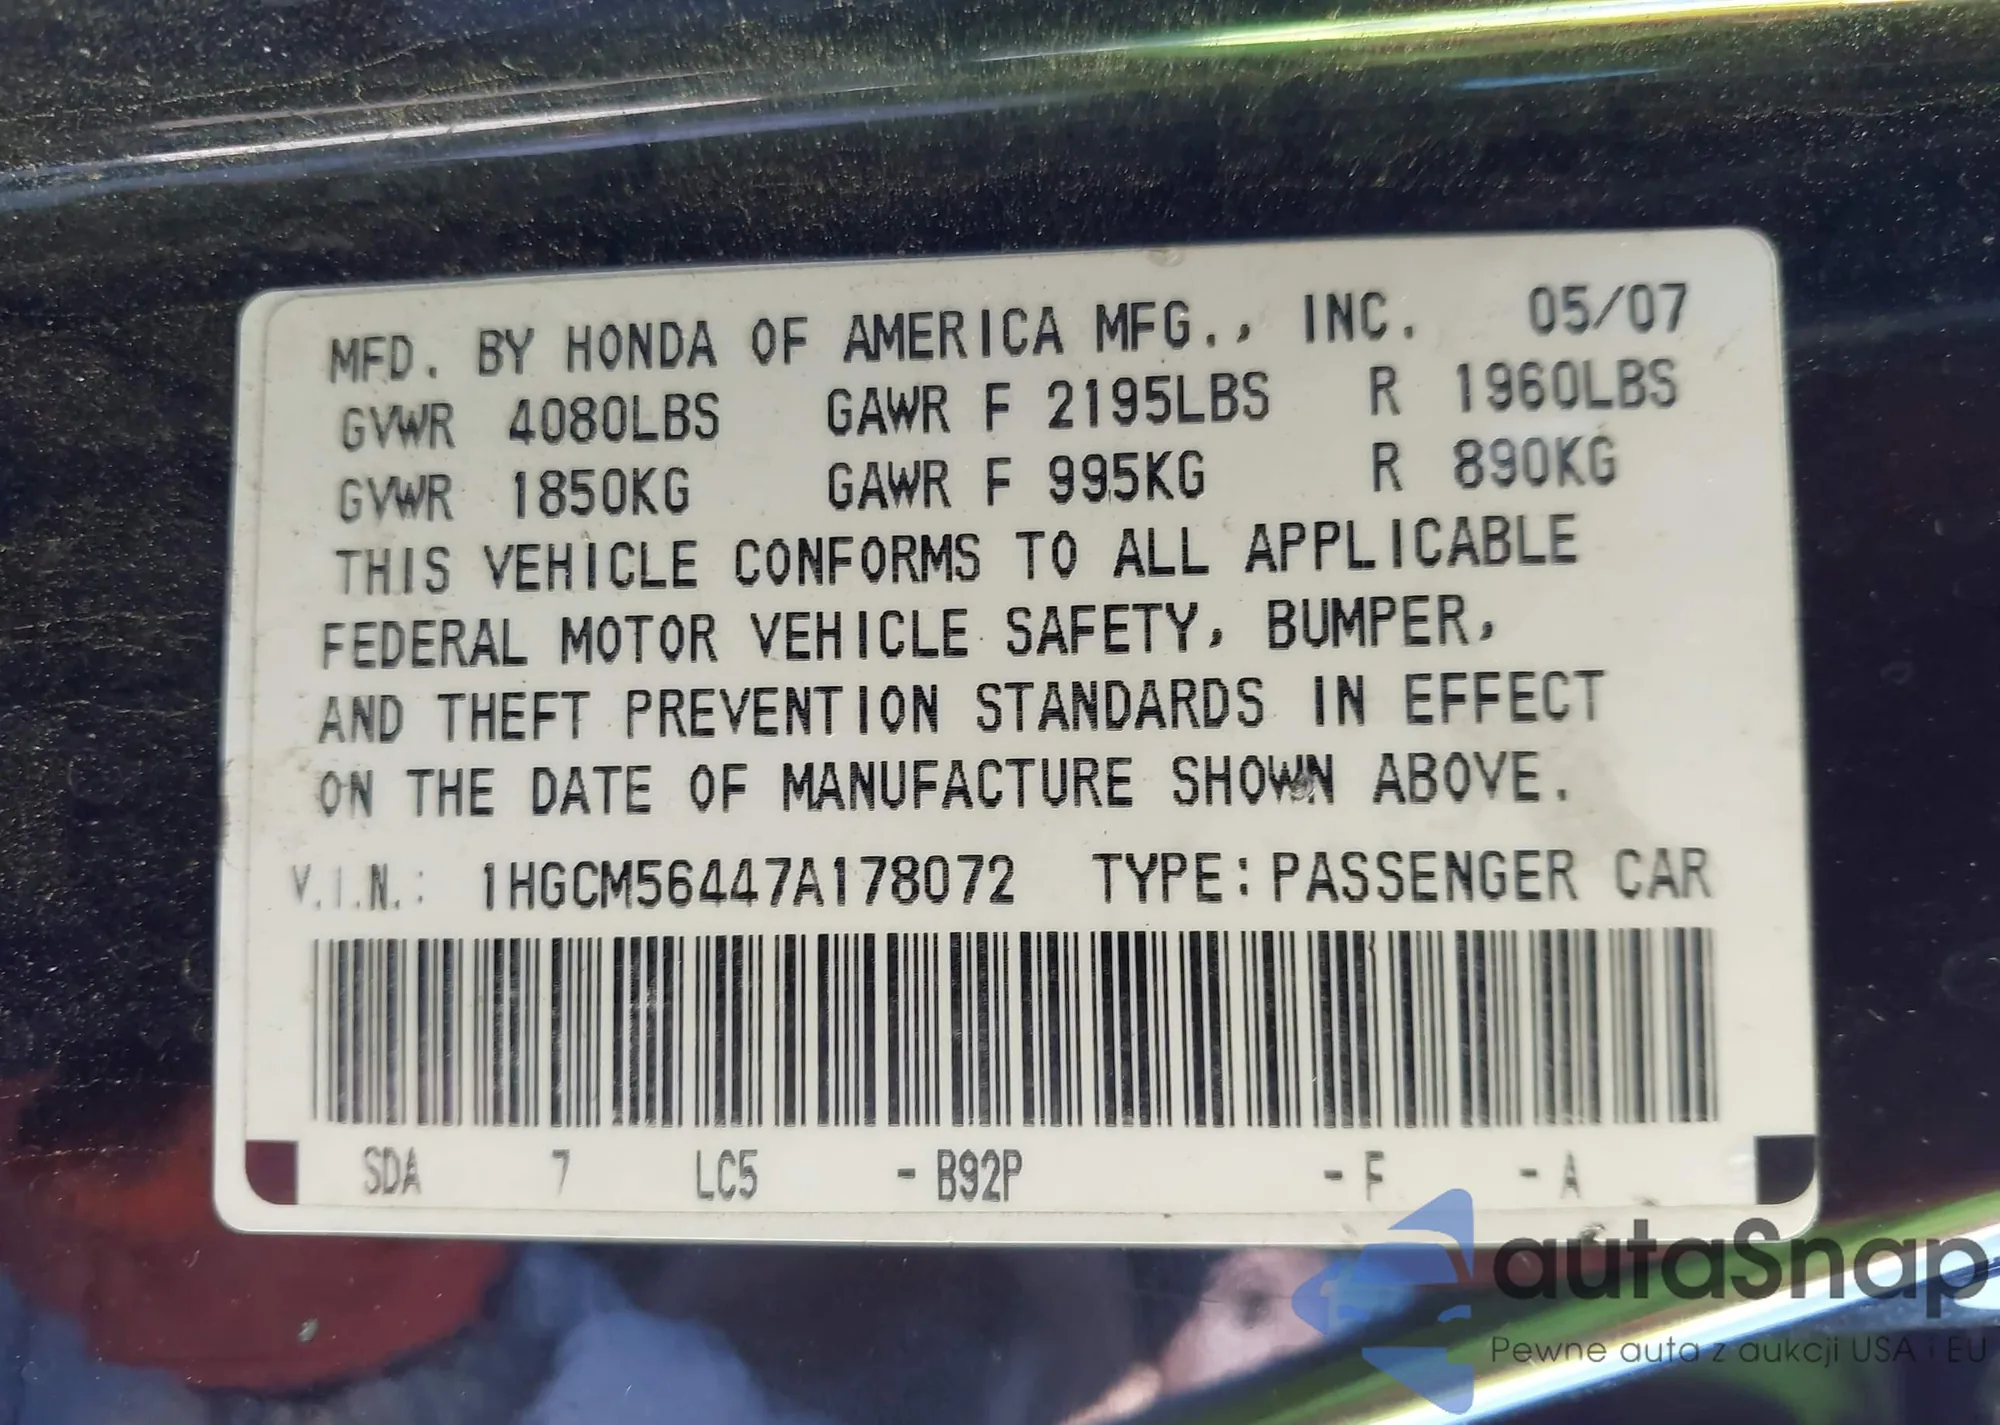 MFD. BY HONDA OF AMERICA MFG., INC. 05/07
GVWR 4080LBS GAWR F 2195LBS R 1960LBS
GVWR 1850KG GAWR F 995KG R 890KG
THIS VEHICLE CONFORMS TO ALL APPLICABLE
FEDERAL MOTOR VEHICLE SAFETY, BUMPER,
AND THEFT PREVENTION STANDARDS IN EFFECT
ON THE DATE OF MANUFACTURE SHOWN ABOVE.
V.I.N.: 1HGCM56447A178072 TYPE: PASSENGER CAR
SDA 7 LC5 - B92P - F - A
autaSnap
Pewne auta z aukcji USA i EU